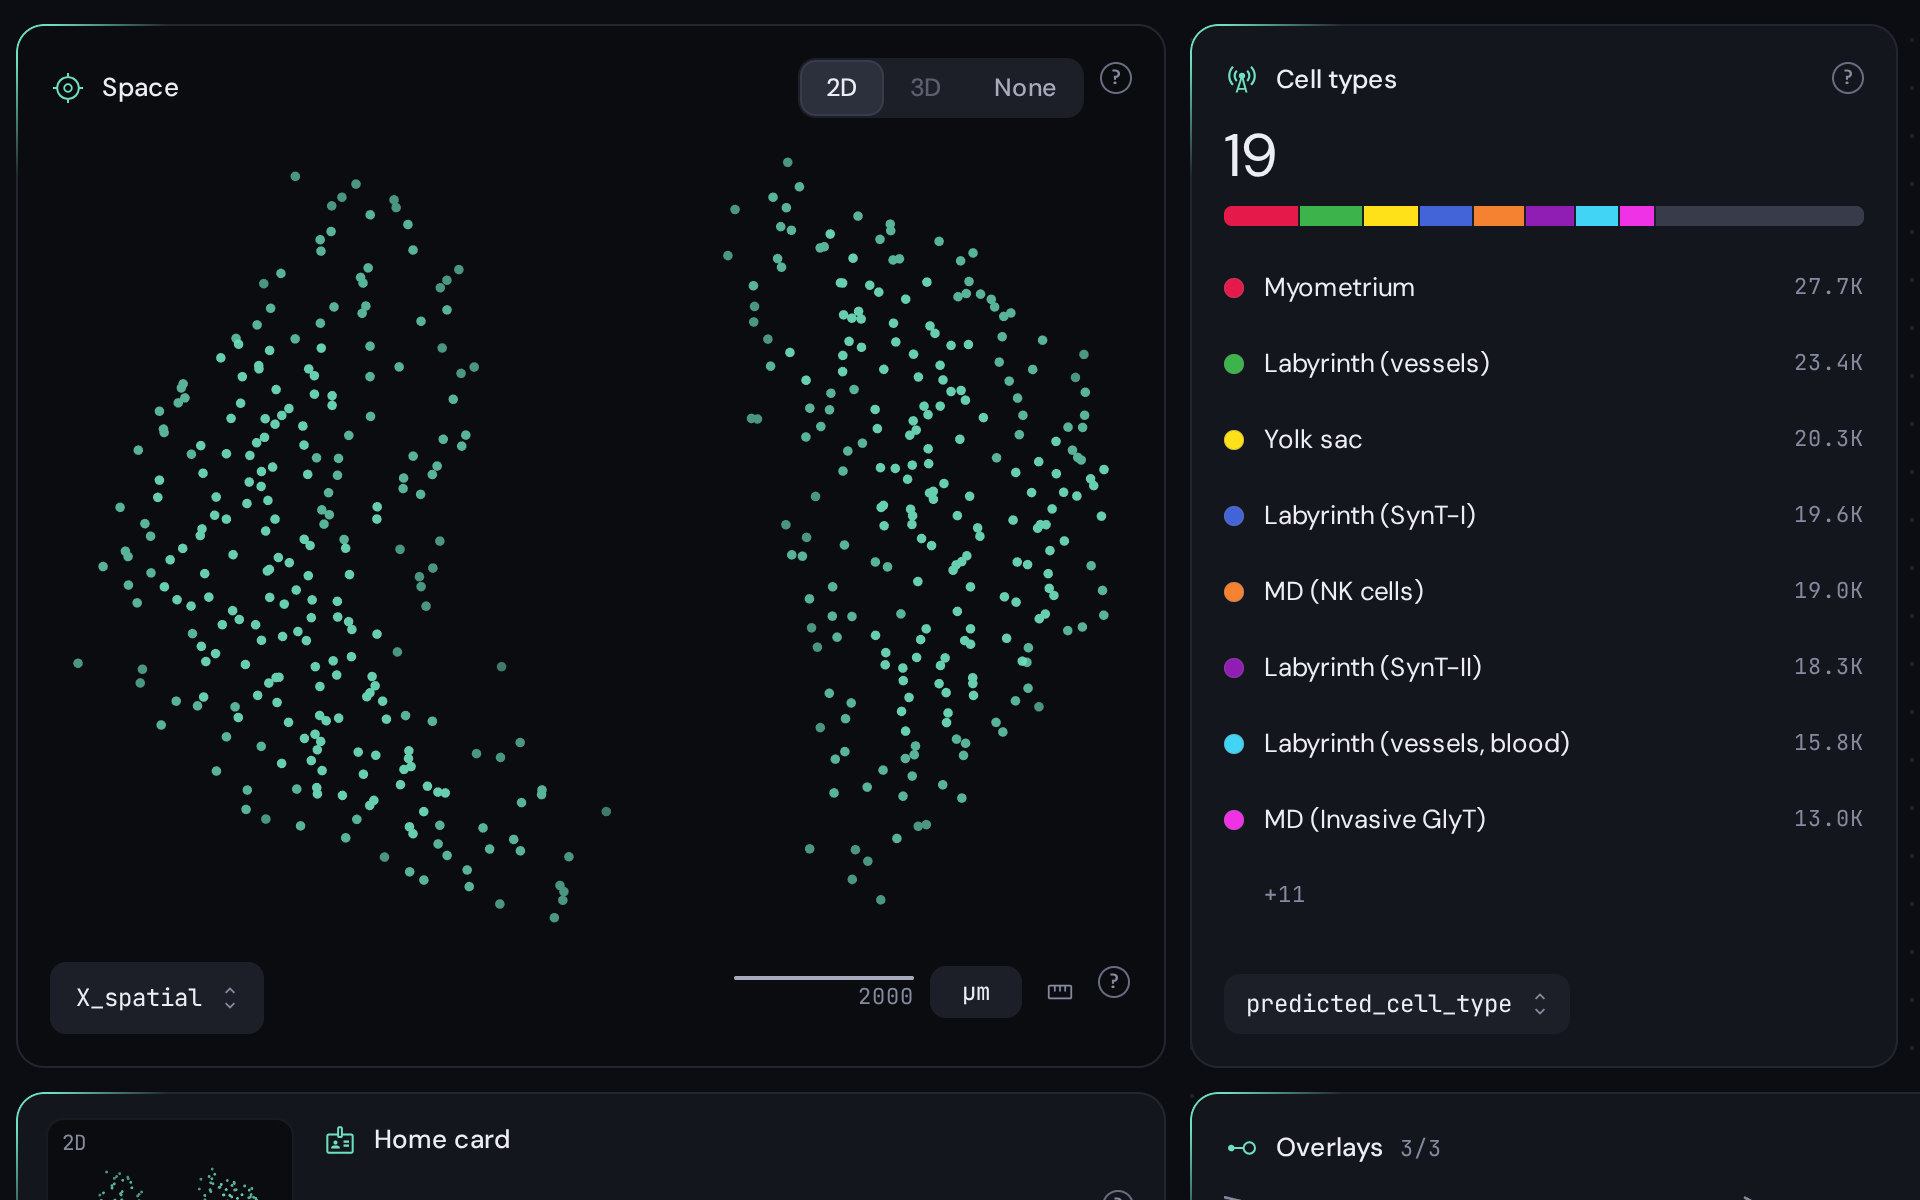 Space
2D
3D
None
?
X_spatial
2000
μm
?
Cell types
?
19
Myometrium
27.7K
Labyrinth (vessels)
23.4K
Yolk sac
20.3K
Labyrinth (SynT-I)
19.6K
MD (NK cells)
19.0K
Labyrinth (SynT-II)
18.3K
Labyrinth (vessels, blood)
15.8K
MD (Invasive GlyT)
13.0K
+11
predicted_cell_type
2D
Home card
Overlays 3/3